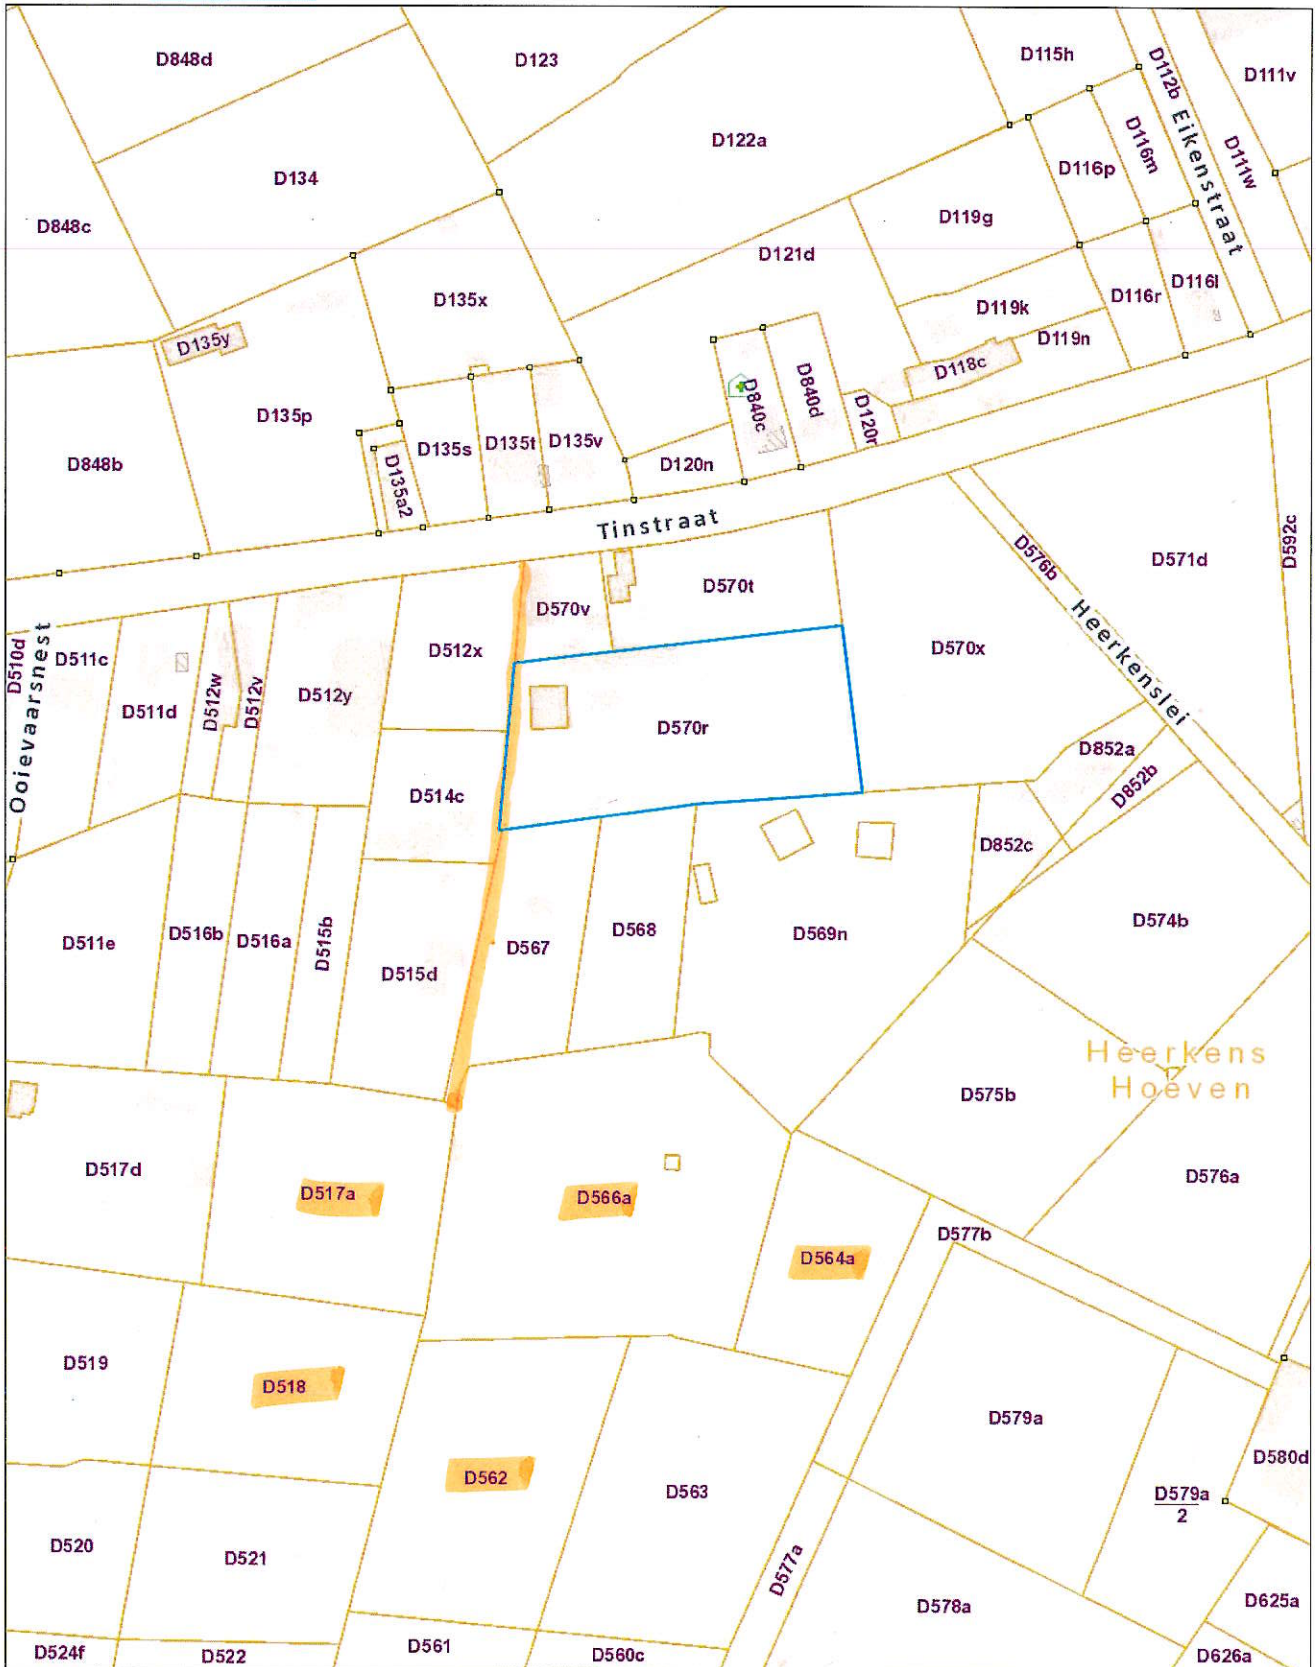 D848d
D123
D115h
D112b
D111v
D122a
D116m
Eikenstraat
D111w
D134
D116p
D848c
D119g
D121d
D135x
D119k
D116r
D116l
D135y
D119n
D118c
D840c
D840d
D120r
D135p
D135s
D135t
D135v
D848b
D120n
D135a2
Tinstraat
D576b
D571d
D592c
D570v
D570t
Heerkenslei
D510d
D511c
D512x
D570x
Ooievaarsnest
D511d
D512w
D512v
D512y
D570r
D852a
D852b
D514c
D852c
D511e
D516b
D516a
D515b
D515d
D567
D568
D569n
D574b
Heerkens
Hoeven
D575b
D517d
D517a
D566a
D576a
D577b
D564a
D519
D518
D579a
D562
D563
D580d
D579a
2
D520
D521
D577a
D578a
D625a
D524f
D522
D561
D560c
D626a